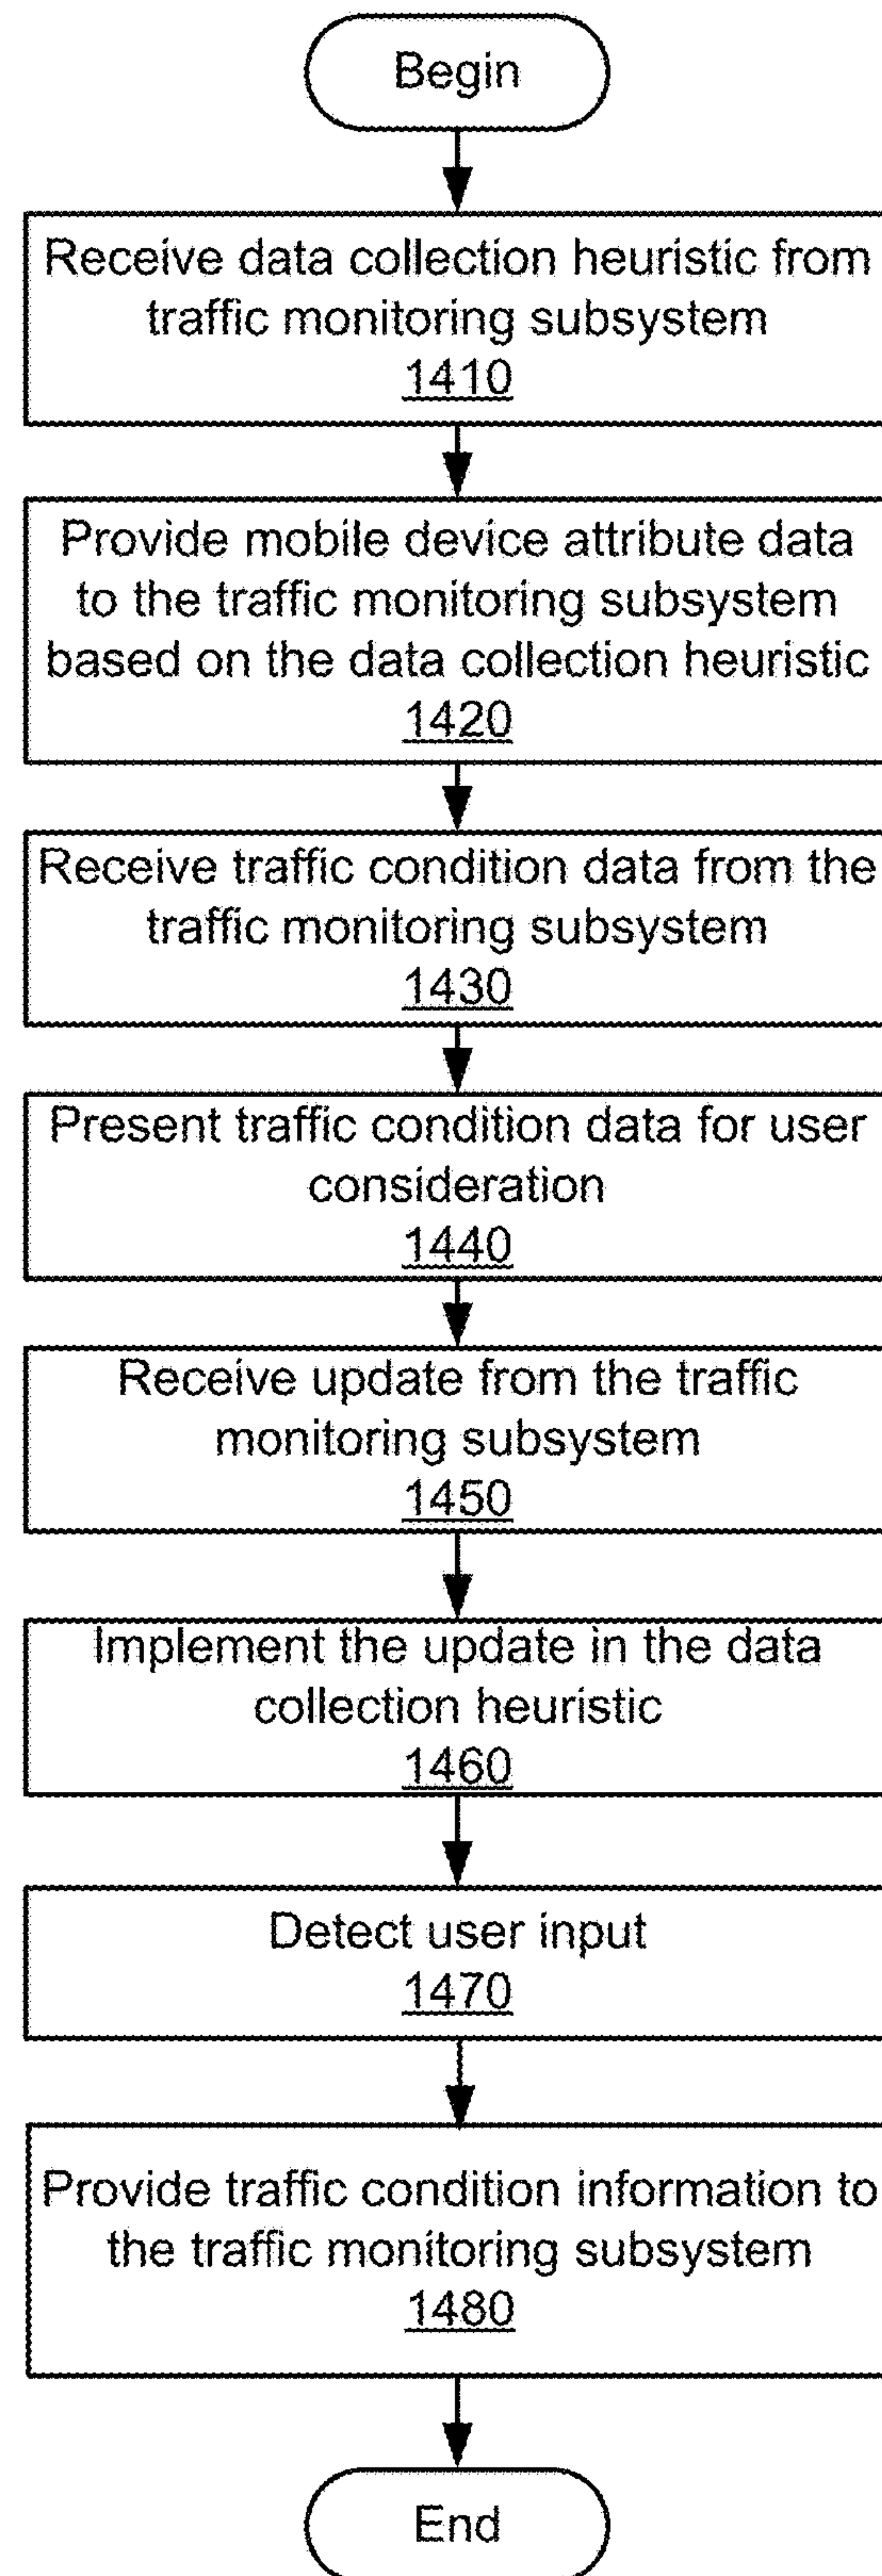 Begin
Receive data collection heuristic from
traffic monitoring subsystem
1410
Provide mobile device attribute data
to the traffic monitoring subsystem
based on the data collection heuristic
1420
Receive traffic condition data from the
traffic monitoring subsystem
1430
Present traffic condition data for user
consideration
1440
Receive update from the traffic
monitoring subsystem
1450
Implement the update in the data
collection heuristic
1460
Detect user input
1470
Provide traffic condition information to
the traffic monitoring subsystem
1480
End